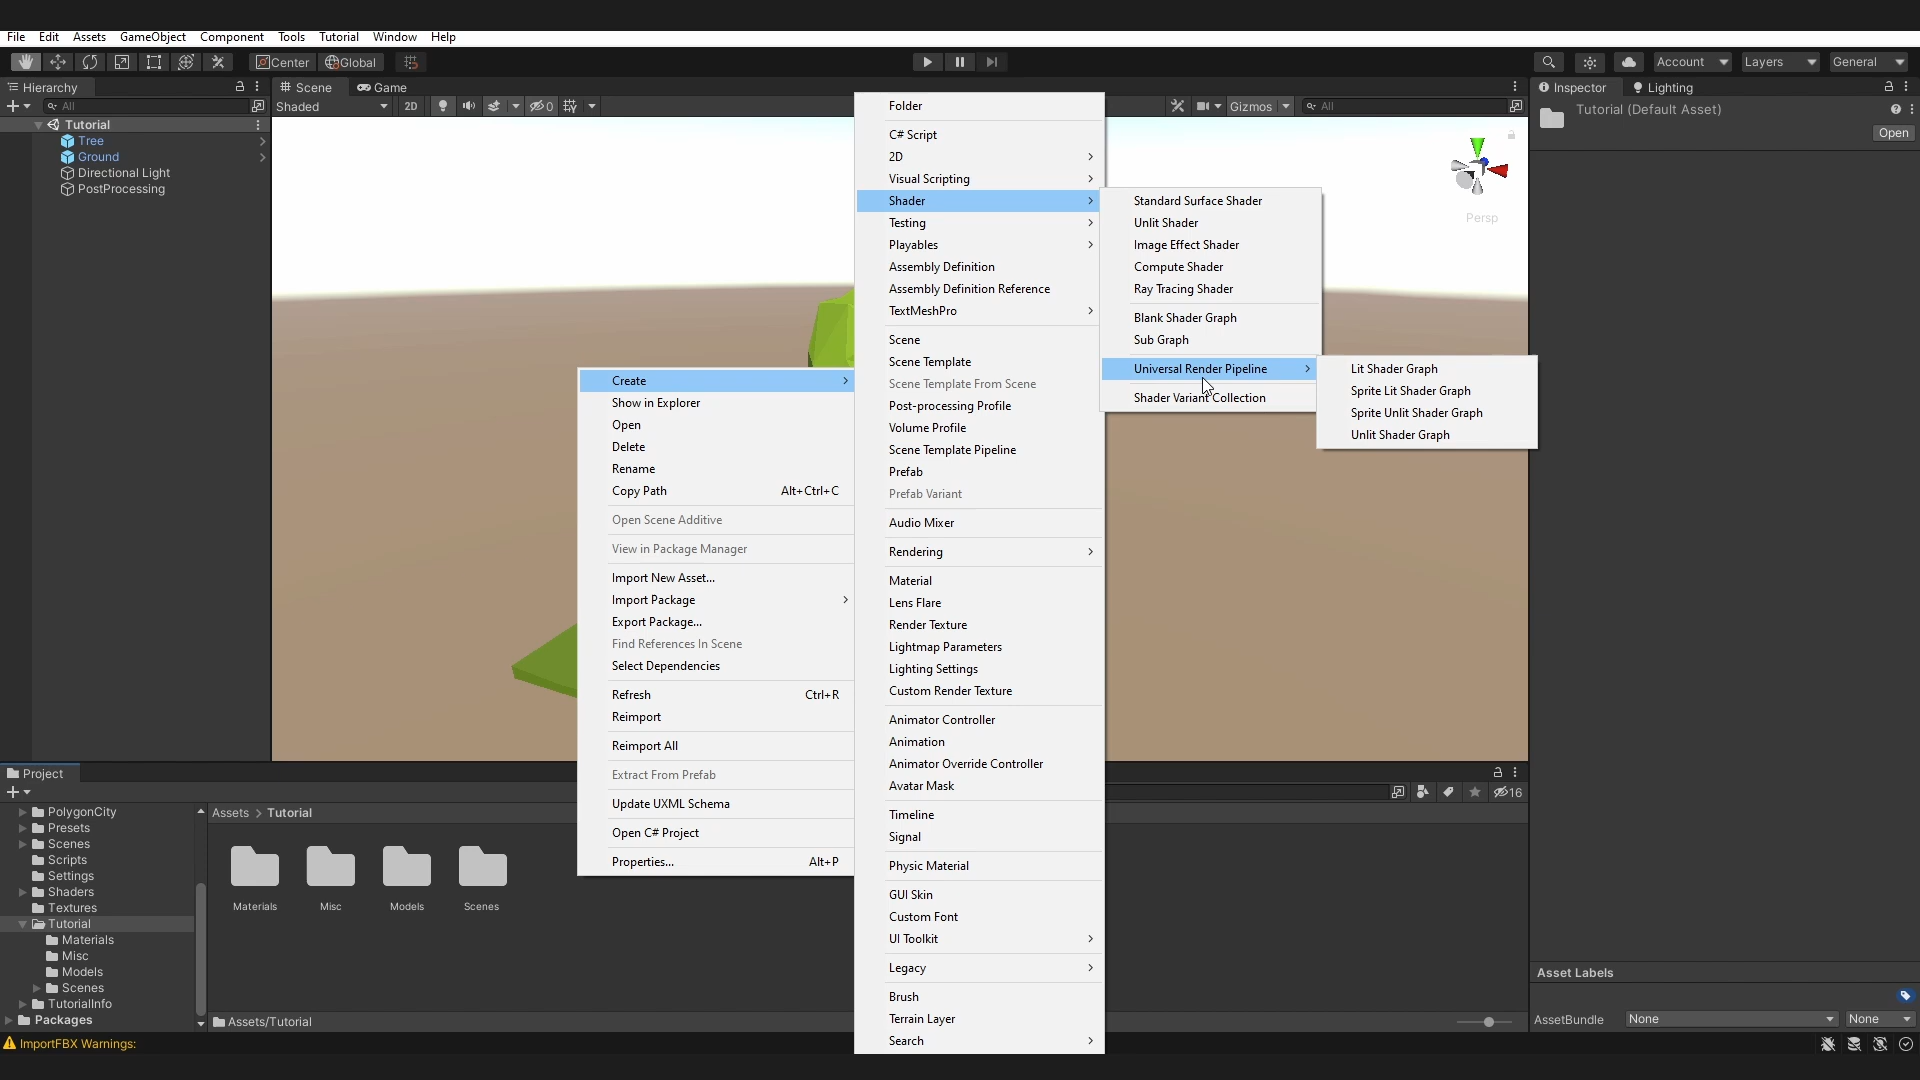 File Edit Assets GameObject Component Tools Tutorial Window Help
Center Global
Account Layers General
Hierarchy
All
Tutorial
Tree
Ground
Directional Light
PostProcessing
Scene Game
Shaded 2D 0
Gizmos All
Persp
Inspector Lighting
Tutorial (Default Asset)
Open
Create
Show in Explorer
Open
Delete
Rename
Copy Path Alt+Ctrl+C
Open Scene Additive
View in Package Manager
Import New Asset...
Import Package
Export Package...
Find References In Scene
Select Dependencies
Refresh Ctrl+R
Reimport
Reimport All
Extract From Prefab
Update UXML Schema
Open C# Project
Properties... Alt+P
Folder
C# Script
2D
Visual Scripting
Shader
Testing
Playables
Assembly Definition
Assembly Definition Reference
TextMeshPro
Scene
Scene Template
Scene Template From Scene
Post-processing Profile
Volume Profile
Scene Template Pipeline
Prefab
Prefab Variant
Audio Mixer
Rendering
Material
Lens Flare
Render Texture
Lightmap Parameters
Lighting Settings
Custom Render Texture
Animator Controller
Animation
Animator Override Controller
Avatar Mask
Timeline
Signal
Physic Material
GUI Skin
Custom Font
UI Toolkit
Legacy
Brush
Terrain Layer
Search
Standard Surface Shader
Unlit Shader
Image Effect Shader
Compute Shader
Ray Tracing Shader
Blank Shader Graph
Sub Graph
Universal Render Pipeline
Shader Variant Collection
Lit Shader Graph
Sprite Lit Shader Graph
Sprite Unlit Shader Graph
Unlit Shader Graph
Project
16
PolygonCity
Presets
Scenes
Scripts
Settings
Shaders
Textures
Tutorial
Materials
Misc
Models
Scenes
TutorialInfo
Packages
Assets > Tutorial
Materials Misc Models Scenes
Assets/Tutorial
Asset Labels
AssetBundle None None
ImportFBX Warnings: